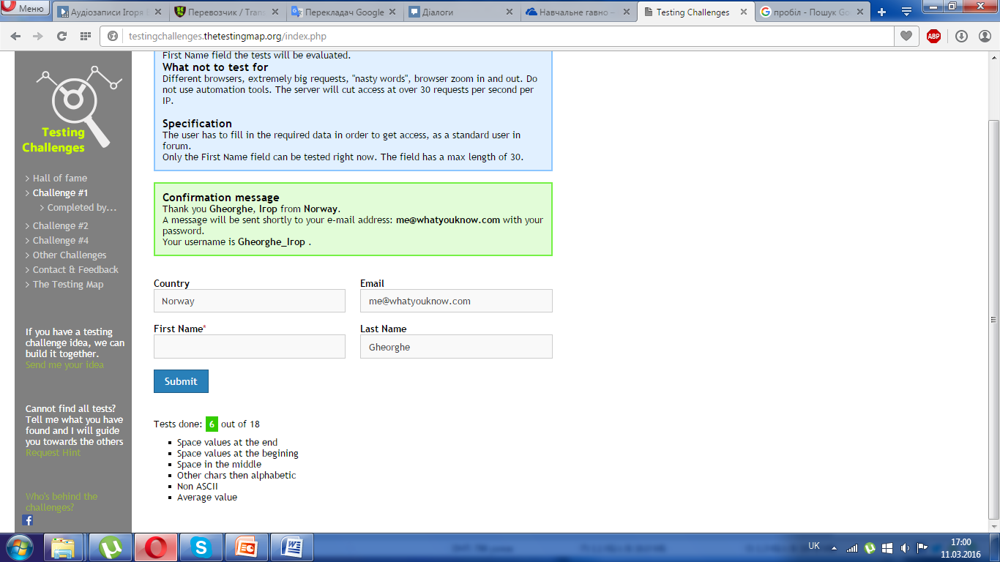 Меню
Аудіозаписи Ігоря
Перевозчик / Trans
Перекладач Google
Діалоги
Навчальне гавно –
Testing Challenges
пробіл - Пошук Go
testingchallenges.thetestingmap.org/index.php
ABP
Testing
Challenges
Hall of fame
Challenge #1
Completed by...
Challenge #2
Challenge #4
Other Challenges
Contact & Feedback
The Testing Map
If you have a testing
challenge idea, we can
build it together.
Send me your idea
Cannot find all tests?
Tell me what you have
found and I will guide
you towards the others
Request Hint
Who's behind the
challenges?
First Name field the tests will be evaluated.
What not to test for
Different browsers, extremely big requests, "nasty words", browser zoom in and out. Do
not use automation tools. The server will cut access at over 30 requests per second per
IP.
Specification
The user has to fill in the required data in order to get access, as a standard user in
forum.
Only the First Name field can be tested right now. The field has a max length of 30.
Confirmation message
Thank you Gheorghe, Irop from Norway.
A message will be sent shortly to your e-mail address: me@whatyouknow.com with your
password.
Your username is Gheorghe_Irop .
Country
Norway
Email
me@whatyouknow.com
First Name*
Last Name
Gheorghe
Submit
Tests done: 6 out of 18
Space values at the end
Space values at the begining
Space in the middle
Other chars then alphabetic
Non ASCII
Average value
UK
17:00
11.03.2016